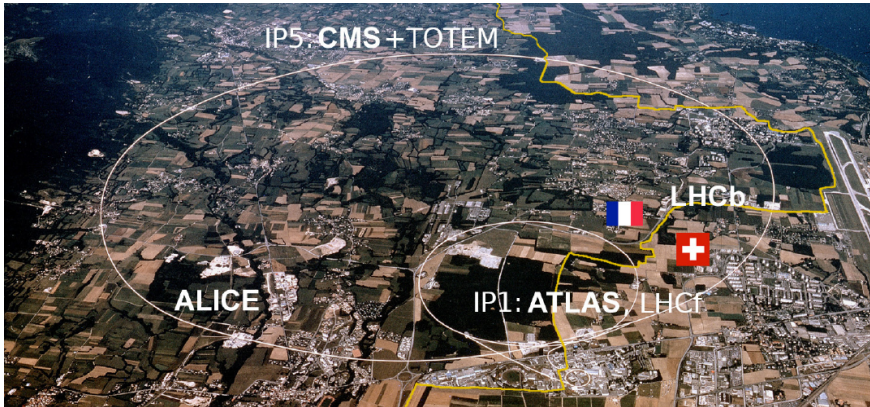 IP5: CMS + TOTEM
LHCb
ALICE
IP1: ATLAS, LHCf